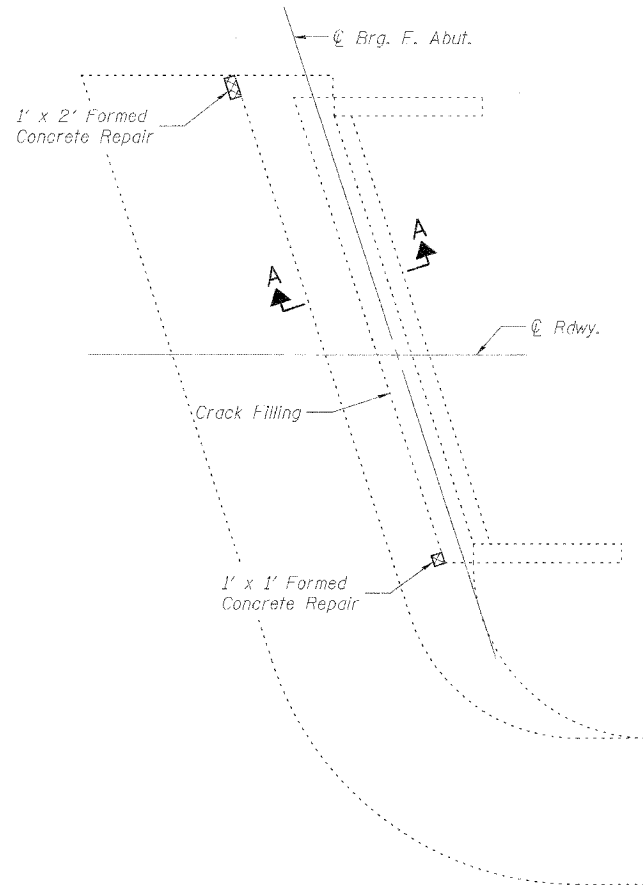 ℄ Brg. E. Abut.
1' x 2' Formed
Concrete Repair
A
A
℄ Rdwy.
Crack Filling
1' x 1' Formed
Concrete Repair